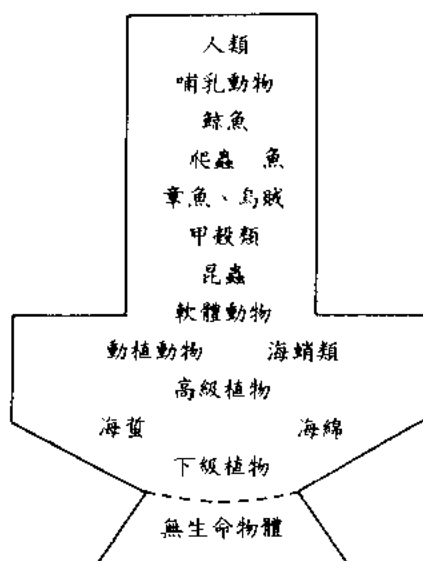 人類
哺乳動物
鯨魚
爬蟲 魚
章魚、烏賊
甲殼類
昆蟲
軟體動物
動植動物 海蛸類
高級植物
海蜇 海綿
下級植物
無生命物體